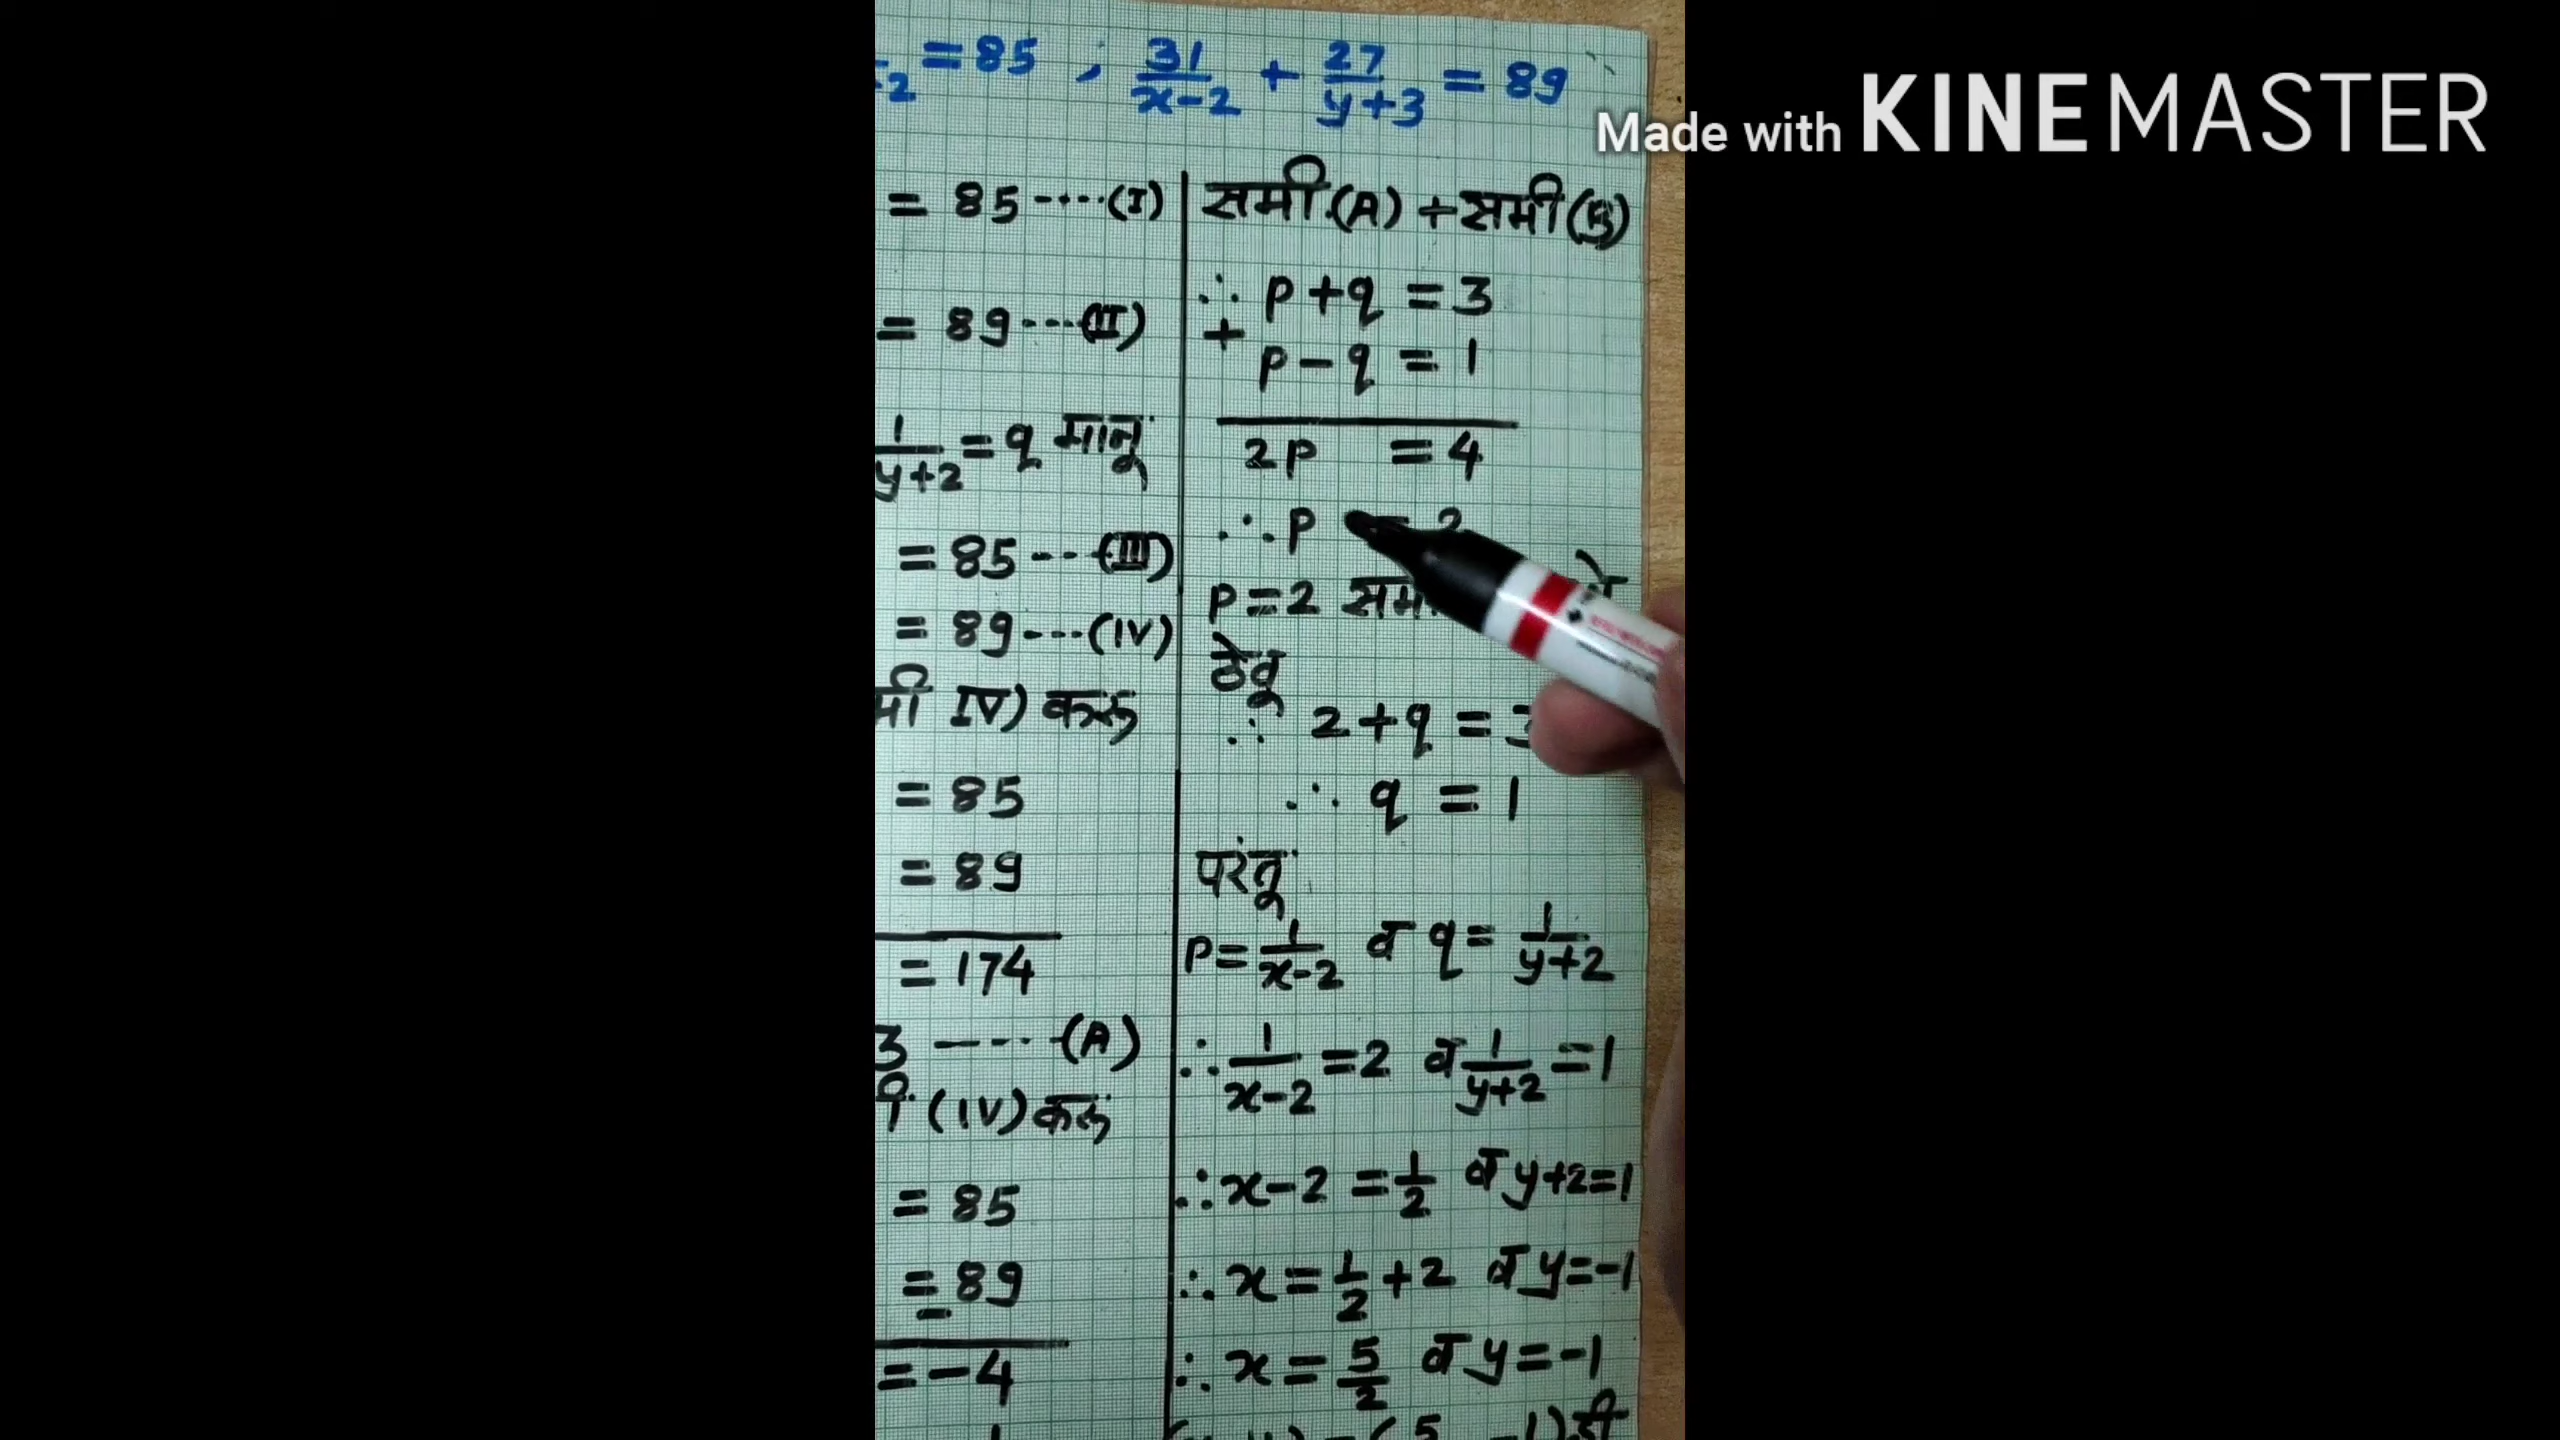 -2 = 85 , 31/x-2 + 27/y+3 = 89
Made with KINEMASTER
= 85 ----(I)
= 89 ---(II)
1/y+2 = q मानू
= 85 ---(III)
= 89 ---(IV)
मी IV) करू
= 85
= 89
= 174
3 ---- (A)
(IV) करू
= 85
= 89
-
= -4
समी.(A) + समी(B)
∴ p+q = 3
+ p-q = 1
2p = 4
∴ p = 2
p=2
ठेवू
∴ 2+q = 3
∴ q = 1
परंतू
p= 1/x-2 व q= 1/y+2
∴ 1/x-2 =2 व 1/y+2 =1
∴ x-2 = 1/2 व y+2=1
∴ x = 1/2 +2 व y=-1
∴ x = 5/2 व y=-1